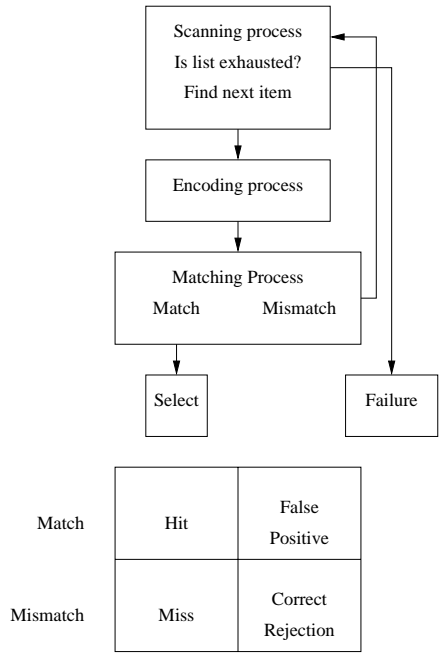 Scanning process
Is list exhausted?
Find next item
Encoding process
Matching Process
Match Mismatch
Select Failure
Match Hit False
Positive
Mismatch Miss Correct
Rejection